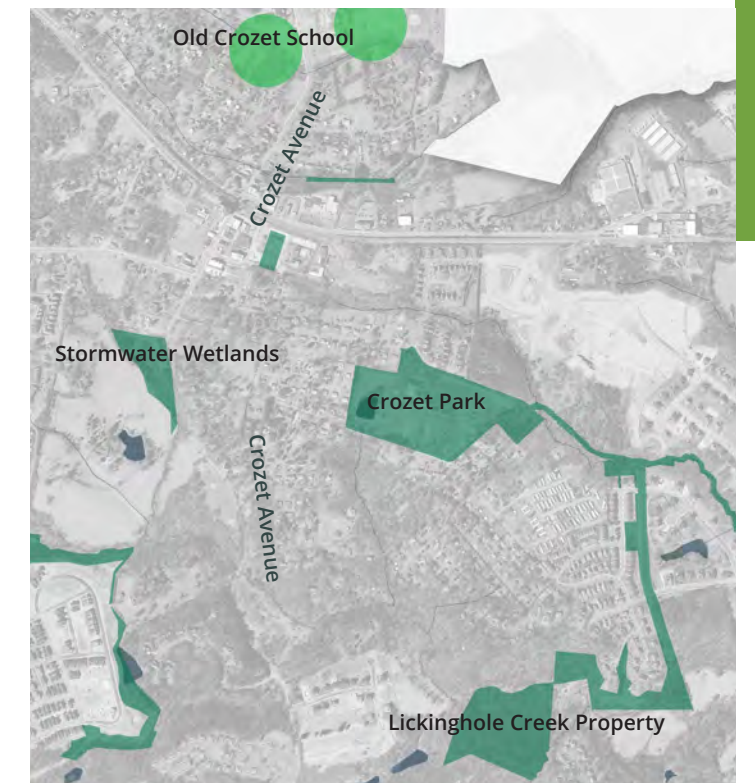 Old Crozet School
Crozet Avenue
Stormwater Wetlands
Crozet Park
Crozet Avenue
Lickinghole Creek Property